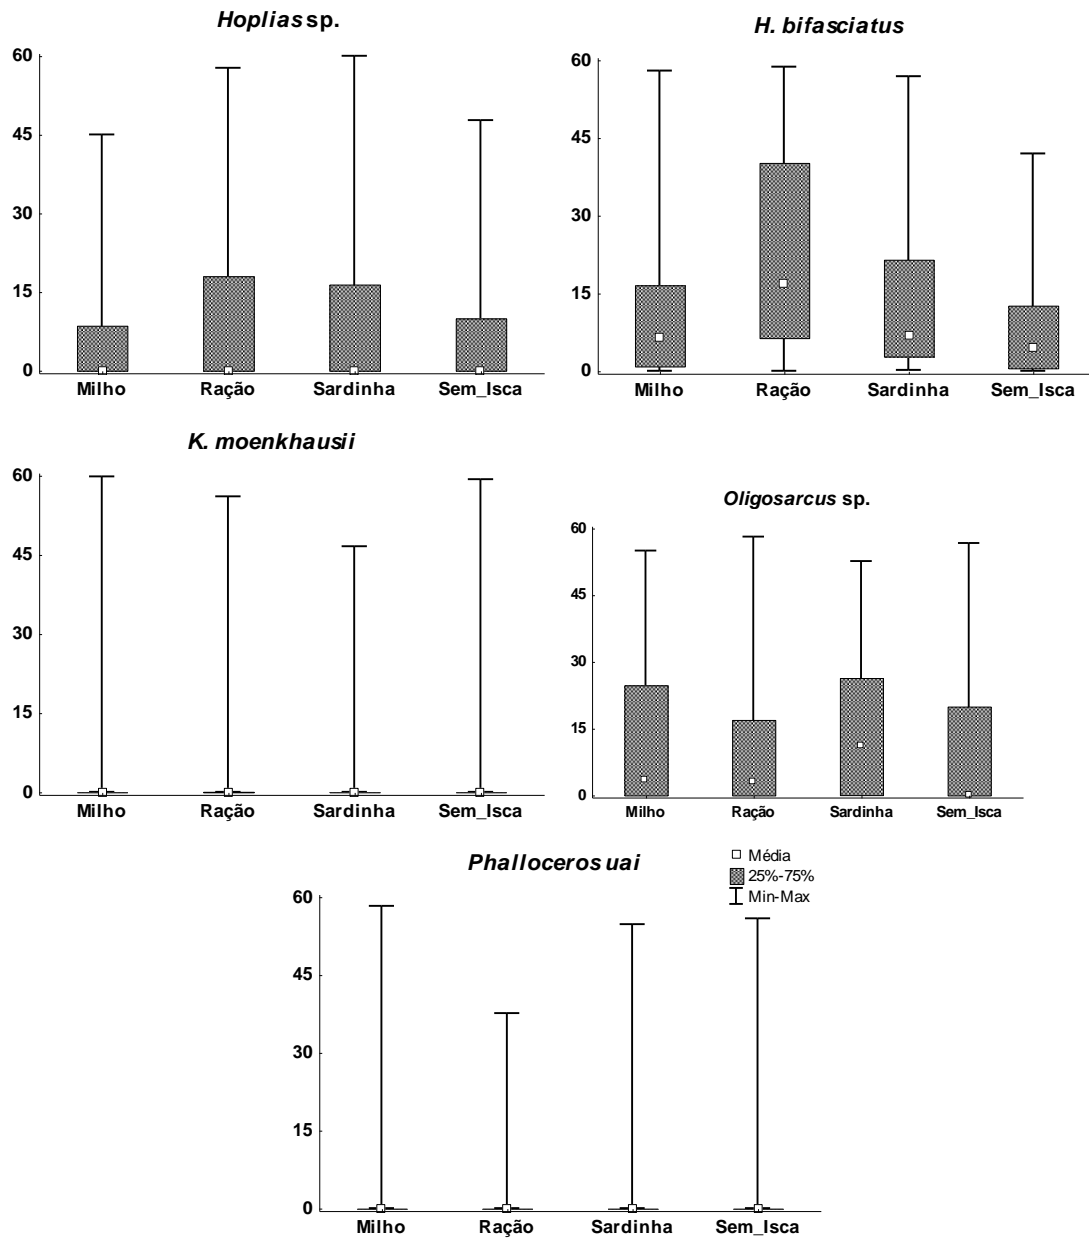 Hoplias sp.
60
45
30
15
0
Milho Ração Sardinha Sem_Isca
H. bifasciatus
60
45
30
15
0
Milho Ração Sardinha Sem_Isca
K. moenkhausii
60
45
30
15
0
Milho Ração Sardinha Sem_Isca
Oligosarcus sp.
60
45
30
15
0
Milho Ração Sardinha Sem_Isca
Phalloceros uai
Média
25%-75%
Min-Max
60
45
30
15
0
Milho Ração Sardinha Sem_Isca